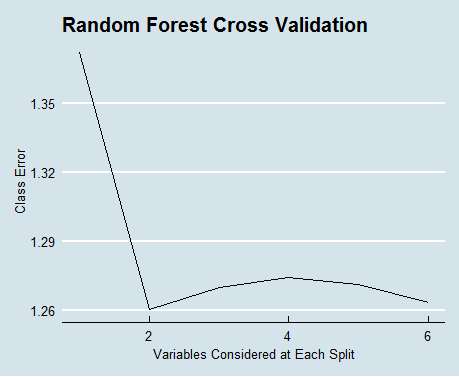 Random Forest Cross Validation
1.35
1.32
1.29
1.26
Class Error
2 4 6
Variables Considered at Each Split